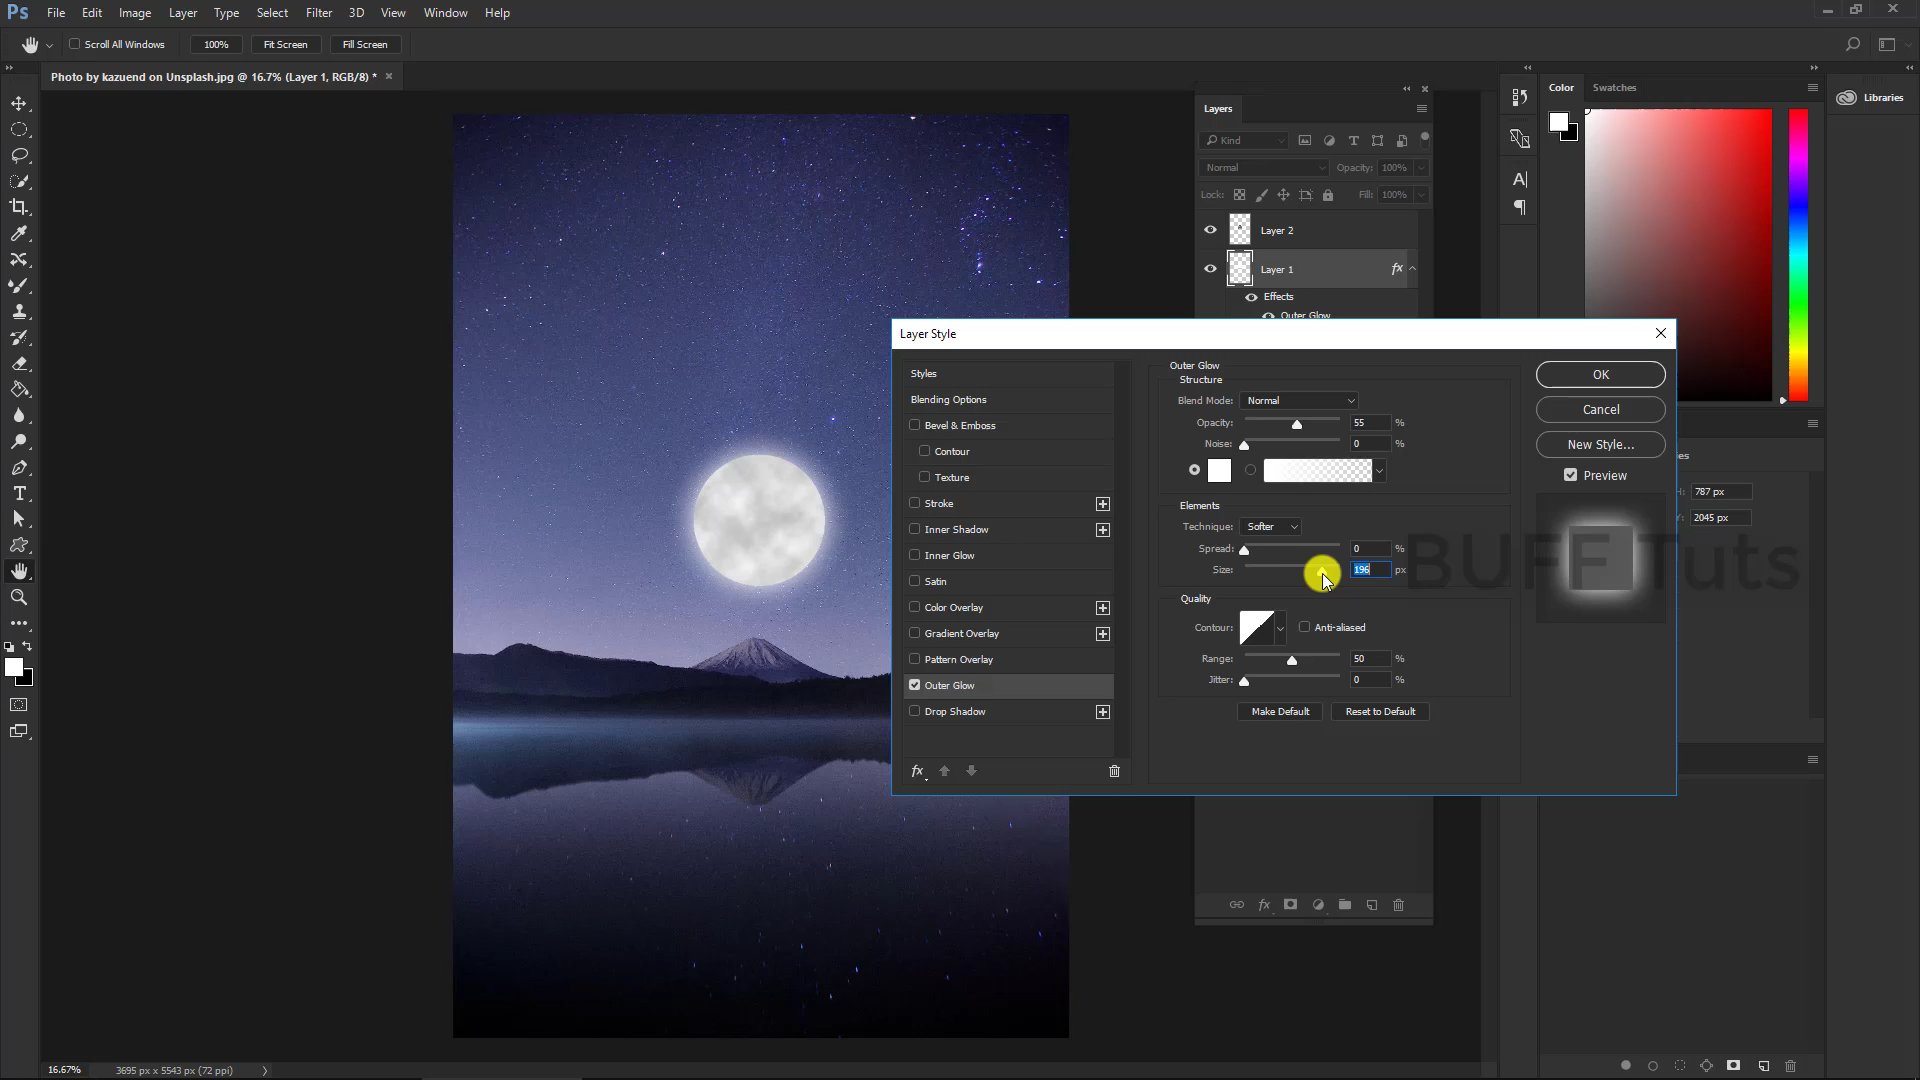 Ps File Edit Image Layer Type Select Filter 3D View Window Help
Scroll All Windows 100% Fit Screen Fill Screen
Photo by kazuend on Unsplash.jpg @ 16.7% (Layer 1, RGB/8) *
Color Swatches
Libraries
Layers
Kind
Normal Opacity: 100%
Lock: Fill: 100%
Layer 2
Layer 1 fx
Effects
Outer Glow
Layer Style
Styles
Blending Options
Bevel & Emboss
Contour
Texture
Stroke
Inner Shadow
Inner Glow
Satin
Color Overlay
Gradient Overlay
Pattern Overlay
Outer Glow
Drop Shadow
fx
Outer Glow
Structure
Blend Mode: Normal
Opacity: 55 %
Noise: 0 %
Elements
Technique: Softer
Spread: 0 %
Size: 196 px
Quality
Contour: Anti-aliased
Range: 50 %
Jitter: 0 %
Make Default Reset to Default
OK
Cancel
New Style...
Preview
787 px
2045 px
BUFF Tuts
fx
16.67% 3695 px x 5543 px (72 ppi)